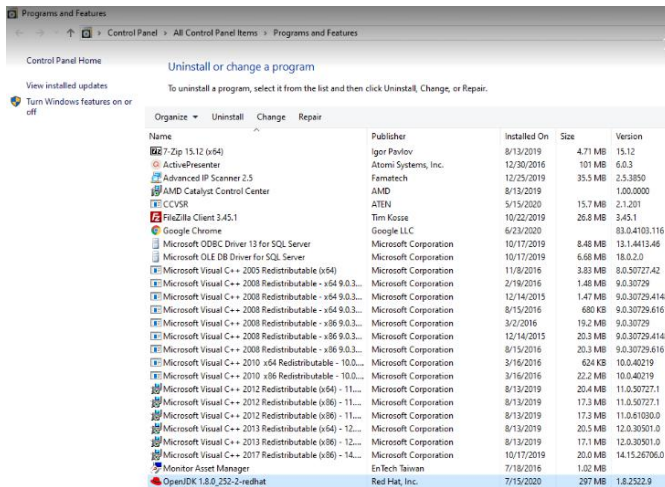 Programs and Features
Control Panel > All Control Panel Items > Programs and Features
Control Panel Home
View installed updates
Turn Windows features on or
off
Uninstall or change a program
To uninstall a program, select it from the list and then click Uninstall, Change, or Repair.
Organize Uninstall Change Repair
Name Publisher Installed On Size Version
7-Zip 15.12 (x64) Igor Pavlov 8/13/2019 4.71 MB 15.12
ActivePresenter Atomi Systems, Inc. 12/30/2016 101 MB 6.0.3
Advanced IP Scanner 2.5 Famatech 12/25/2019 35.5 MB 2.5.3850
AMD Catalyst Control Center AMD 8/13/2019 1.00.0000
CCVSR ATEN 5/15/2020 15.7 MB 2.1.201
FileZilla Client 3.45.1 Tim Kosse 10/22/2019 26.8 MB 3.45.1
Google Chrome Google LLC 6/23/2020 83.0.4103.116
Microsoft ODBC Driver 13 for SQL Server Microsoft Corporation 10/17/2019 8.48 MB 13.1.4413.46
Microsoft OLE DB Driver for SQL Server Microsoft Corporation 10/17/2019 6.68 MB 18.0.2.0
Microsoft Visual C++ 2005 Redistributable (x64) Microsoft Corporation 11/8/2016 3.83 MB 8.0.50727.42
Microsoft Visual C++ 2008 Redistributable - x64 9.0.3... Microsoft Corporation 2/19/2016 1.48 MB 9.0.30729
Microsoft Visual C++ 2008 Redistributable - x64 9.0.3... Microsoft Corporation 12/14/2015 1.47 MB 9.0.30729.414
Microsoft Visual C++ 2008 Redistributable - x64 9.0.3... Microsoft Corporation 8/15/2016 680 KB 9.0.30729.616
Microsoft Visual C++ 2008 Redistributable - x86 9.0.3... Microsoft Corporation 3/2/2016 19.2 MB 9.0.30729
Microsoft Visual C++ 2008 Redistributable - x86 9.0.3... Microsoft Corporation 12/14/2015 20.3 MB 9.0.30729.414
Microsoft Visual C++ 2008 Redistributable - x86 9.0.3... Microsoft Corporation 8/15/2016 20.3 MB 9.0.30729.616
Microsoft Visual C++ 2010 x64 Redistributable - 10.0.... Microsoft Corporation 3/16/2016 624 KB 10.0.40219
Microsoft Visual C++ 2010 x86 Redistributable - 10.0.... Microsoft Corporation 3/16/2016 22.2 MB 10.0.40219
Microsoft Visual C++ 2012 Redistributable (x64) - 11.... Microsoft Corporation 8/13/2019 20.4 MB 11.0.50727.1
Microsoft Visual C++ 2012 Redistributable (x86) - 11.... Microsoft Corporation 8/13/2019 17.3 MB 11.0.50727.1
Microsoft Visual C++ 2012 Redistributable (x86) - 11.... Microsoft Corporation 8/13/2019 17.3 MB 11.0.61030.0
Microsoft Visual C++ 2013 Redistributable (x64) - 12.... Microsoft Corporation 8/13/2019 20.5 MB 12.0.30501.0
Microsoft Visual C++ 2013 Redistributable (x86) - 12.... Microsoft Corporation 8/13/2019 17.1 MB 12.0.30501.0
Microsoft Visual C++ 2017 Redistributable (x86) - 14.... Microsoft Corporation 10/17/2019 20.0 MB 14.15.26706.0
Monitor Asset Manager EnTech Taiwan 7/18/2016 1.02 MB
OpenJDK 1.8.0_252-2-redhat Red Hat, Inc. 7/15/2020 297 MB 1.8.2522.9